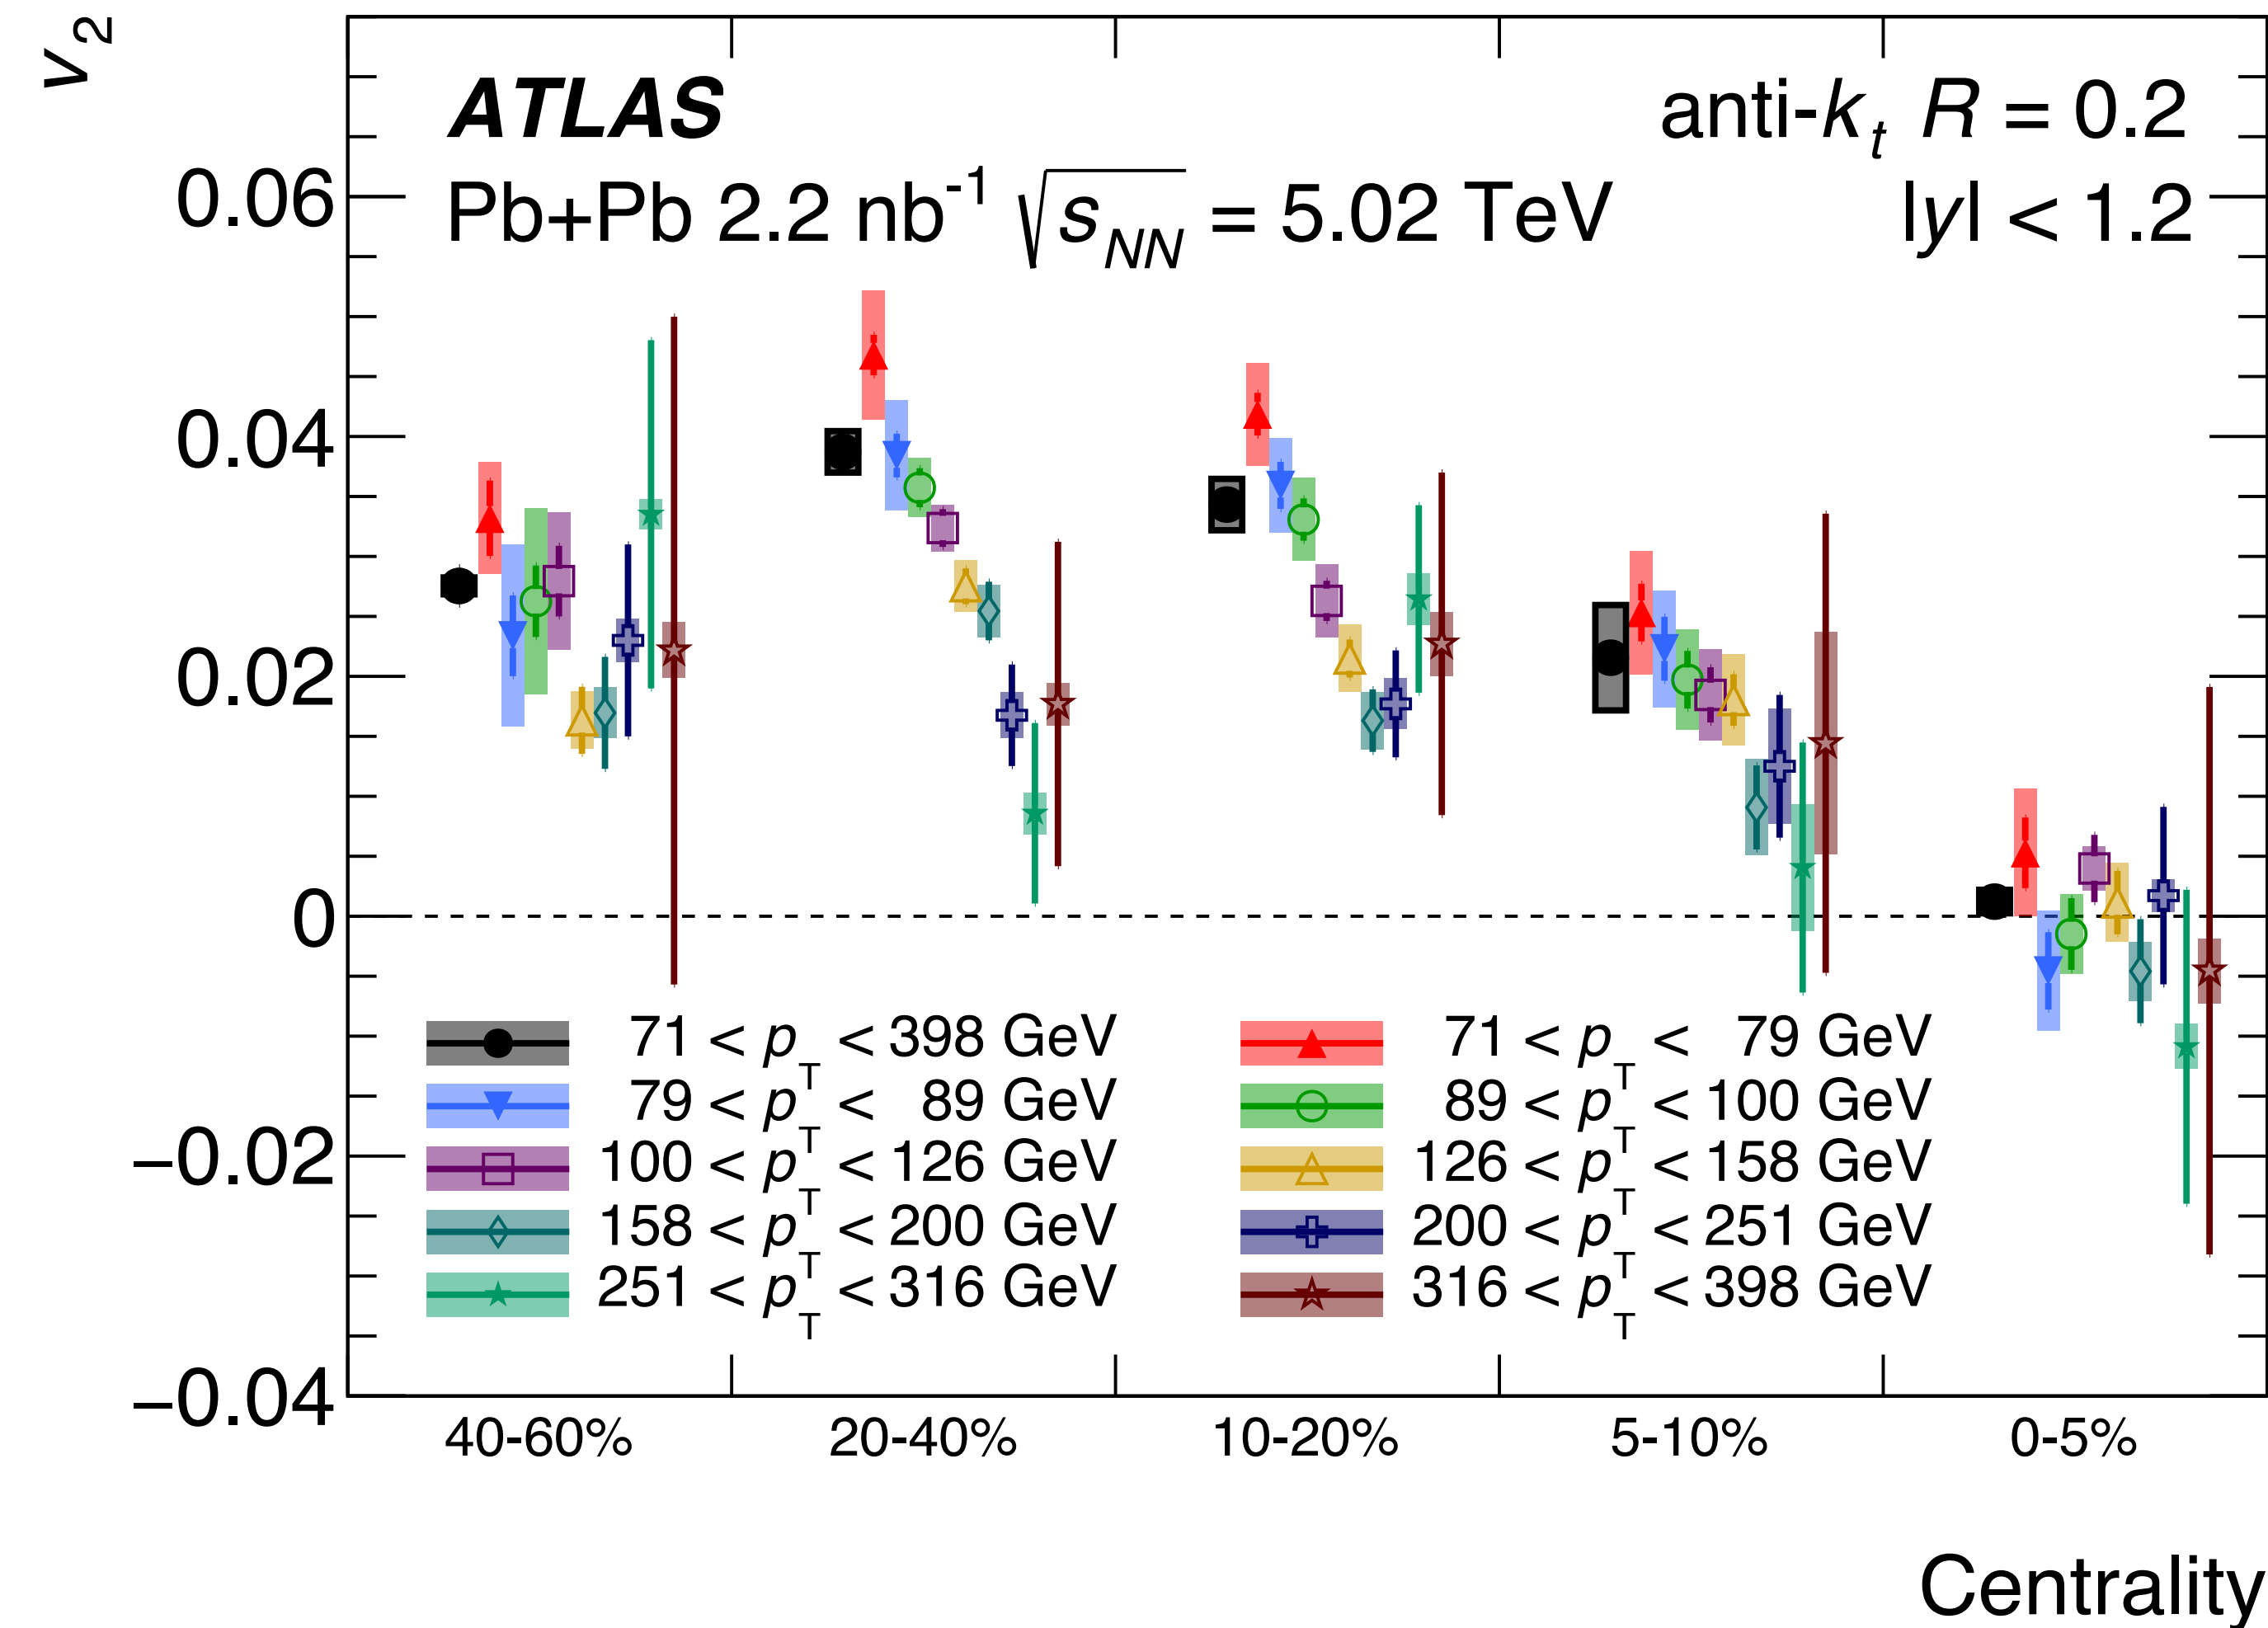 v2
ATLAS
anti-kt R = 0.2
Pb+Pb 2.2 nb-1 √sNN = 5.02 TeV
|y| < 1.2
0.06
0.04
0.02
0
−0.02
−0.04
71 < pT < 398 GeV
71 < pT < 79 GeV
79 < pT < 89 GeV
89 < pT < 100 GeV
100 < pT < 126 GeV
126 < pT < 158 GeV
158 < pT < 200 GeV
200 < pT < 251 GeV
251 < pT < 316 GeV
316 < pT < 398 GeV
40-60% 20-40% 10-20% 5-10% 0-5%
Centrality